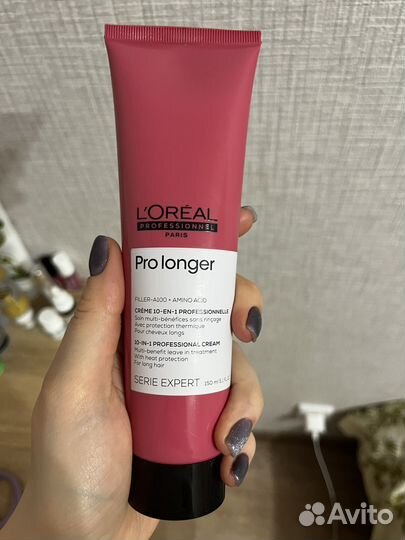 L'ORÉAL
PROFESSIONNEL
PARIS
Pro longer
FILLER-A100 + AMINO ACID
CRÈME 10-EN-1 PROFESSIONNELLE
Soin multi-bénéfices sans rinçage
Avec protection thermique
Pour cheveux longs
10-IN-1 PROFESSIONAL CREAM
Multi-benefit leave in treatment
With heat protection
For long hair
SERIE EXPERT
150 ml
Avito